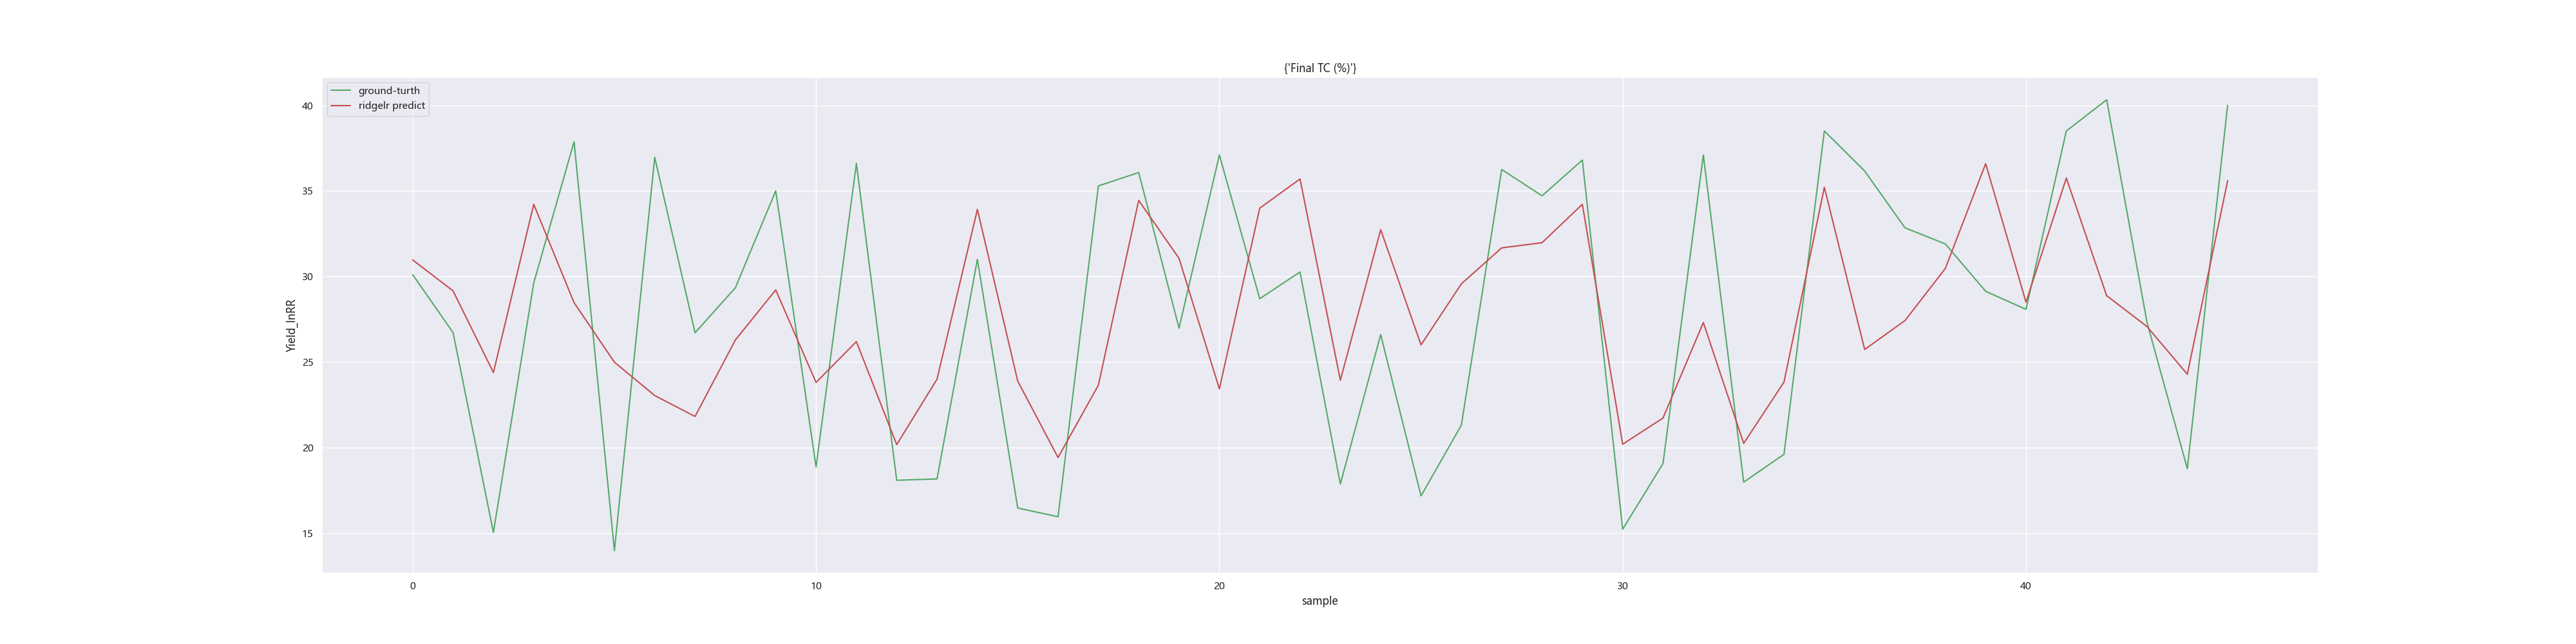 {'Final TC (%)'}
ground-turth
ridgelr predict
40
35
30
25
20
15
Yield_lnRR
0 10 20 30 40
sample